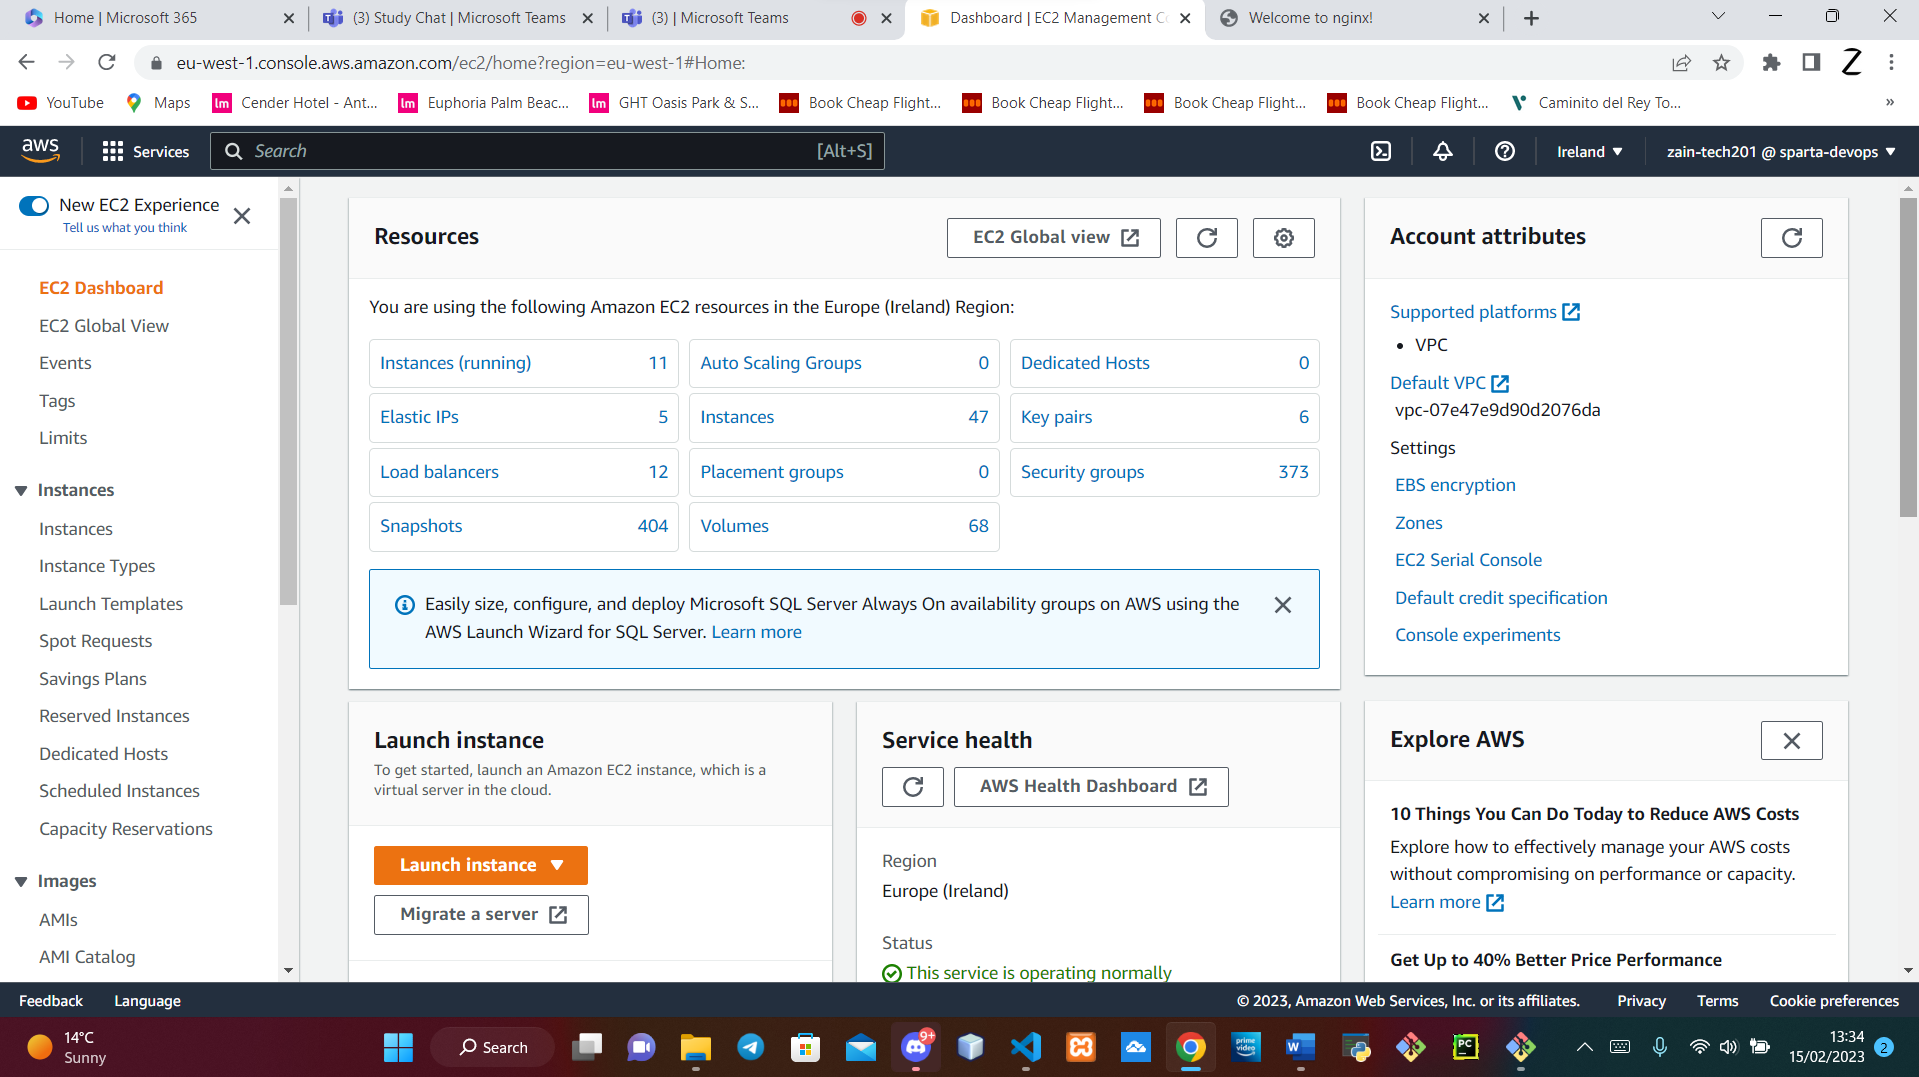 Home | Microsoft 365
(3) Study Chat | Microsoft Teams
(3) | Microsoft Teams
Dashboard | EC2 Management Co
Welcome to nginx!
eu-west-1.console.aws.amazon.com/ec2/home?region=eu-west-1#Home:
YouTube
Maps
lm Cender Hotel - Ant...
lm Euphoria Palm Beac...
lm GHT Oasis Park & S...
Book Cheap Flight...
Book Cheap Flight...
Book Cheap Flight...
Book Cheap Flight...
Caminito del Rey To...
»
aws
Services
Search
[Alt+S]
Ireland
zain-tech201 @ sparta-devops
New EC2 Experience
Tell us what you think
EC2 Dashboard
EC2 Global View
Events
Tags
Limits
Instances
Instances
Instance Types
Launch Templates
Spot Requests
Savings Plans
Reserved Instances
Dedicated Hosts
Scheduled Instances
Capacity Reservations
Images
AMIs
AMI Catalog
Resources
EC2 Global view
You are using the following Amazon EC2 resources in the Europe (Ireland) Region:
Instances (running) 11
Auto Scaling Groups 0
Dedicated Hosts 0
Elastic IPs 5
Instances 47
Key pairs 6
Load balancers 12
Placement groups 0
Security groups 373
Snapshots 404
Volumes 68
Easily size, configure, and deploy Microsoft SQL Server Always On availability groups on AWS using the
AWS Launch Wizard for SQL Server. Learn more
Launch instance
To get started, launch an Amazon EC2 instance, which is a
virtual server in the cloud.
Launch instance
Migrate a server
Service health
AWS Health Dashboard
Region
Europe (Ireland)
Status
This service is operating normally
Account attributes
Supported platforms
• VPC
Default VPC
vpc-07e47e9d90d2076da
Settings
EBS encryption
Zones
EC2 Serial Console
Default credit specification
Console experiments
Explore AWS
10 Things You Can Do Today to Reduce AWS Costs
Explore how to effectively manage your AWS costs
without compromising on performance or capacity.
Learn more
Get Up to 40% Better Price Performance
Feedback
Language
© 2023, Amazon Web Services, Inc. or its affiliates.
Privacy
Terms
Cookie preferences
14°C
Sunny
Search
9+
prime
video
W
PC
13:34
15/02/2023
2